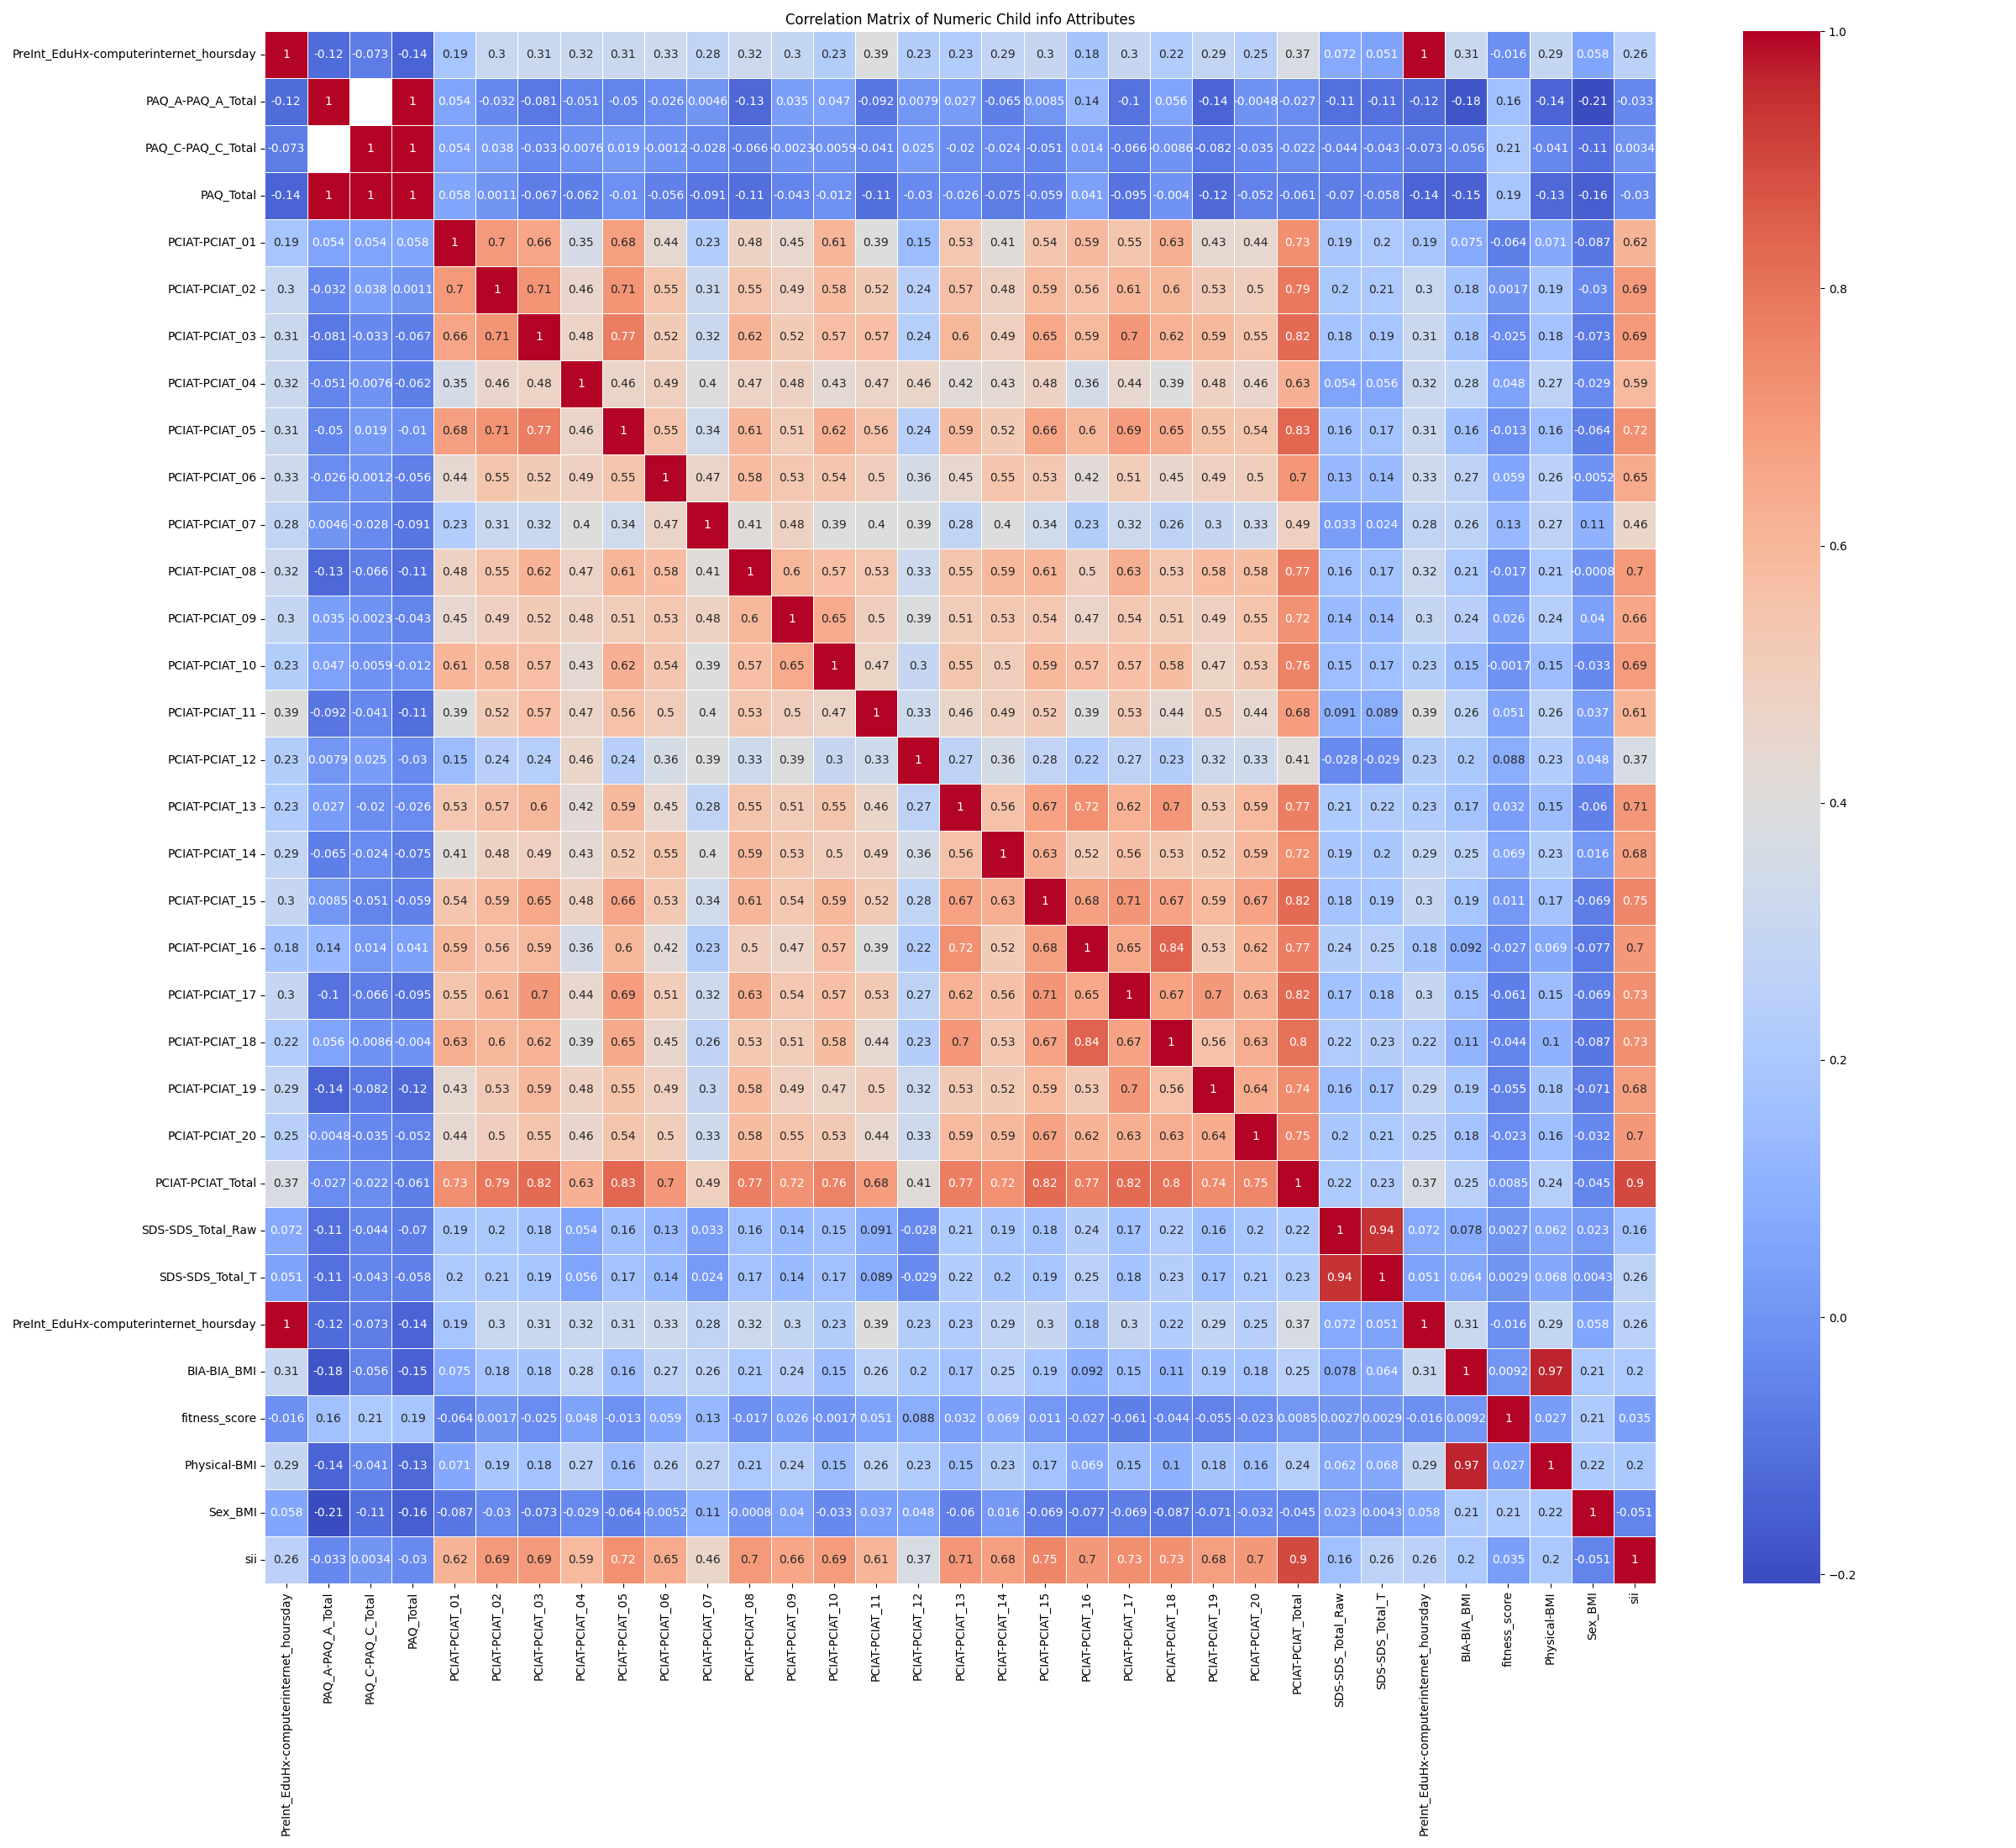 Correlation Matrix of Numeric Child info Attributes
PreInt_EduHx-computerinternet_hoursday 1 -0.12 -0.073 -0.14 0.19 0.3 0.31 0.32 0.31 0.33 0.28 0.32 0.3 0.23 0.39 0.23 0.23 0.29 0.3 0.18 0.3 0.22 0.29 0.25 0.37 0.072 0.051 1 0.31 -0.016 0.29 0.058 0.26
PAQ_A-PAQ_A_Total -0.12 1 1 0.054 -0.032 -0.081 -0.051 -0.05 -0.026 0.0046 -0.13 0.035 0.047 -0.092 0.0079 0.027 -0.065 0.0085 0.14 -0.1 0.056 -0.14 -0.0048 -0.027 -0.11 -0.11 -0.12 -0.18 0.16 -0.14 -0.21 -0.033
PAQ_C-PAQ_C_Total -0.073 1 1 0.054 0.038 -0.033 -0.0076 0.019 -0.0012 -0.028 -0.066 -0.0023 -0.0059 -0.041 0.025 -0.02 -0.024 -0.051 0.014 -0.066 -0.0086 -0.082 -0.035 -0.022 -0.044 -0.043 -0.073 -0.056 0.21 -0.041 -0.11 0.0034
PAQ_Total -0.14 1 1 1 0.058 0.0011 -0.067 -0.062 -0.01 -0.056 -0.091 -0.11 -0.043 -0.012 -0.11 -0.03 -0.026 -0.075 -0.059 0.041 -0.095 -0.004 -0.12 -0.052 -0.061 -0.07 -0.058 -0.14 -0.15 0.19 -0.13 -0.16 -0.03
PCIAT-PCIAT_01 0.19 0.054 0.054 0.058 1 0.7 0.66 0.35 0.68 0.44 0.23 0.48 0.45 0.61 0.39 0.15 0.53 0.41 0.54 0.59 0.55 0.63 0.43 0.44 0.73 0.19 0.2 0.19 0.075 -0.064 0.071 -0.087 0.62
PCIAT-PCIAT_02 0.3 -0.032 0.038 0.0011 0.7 1 0.71 0.46 0.71 0.55 0.31 0.55 0.49 0.58 0.52 0.24 0.57 0.48 0.59 0.56 0.61 0.6 0.53 0.5 0.79 0.2 0.21 0.3 0.18 0.0017 0.19 -0.03 0.69
PCIAT-PCIAT_03 0.31 -0.081 -0.033 -0.067 0.66 0.71 1 0.48 0.77 0.52 0.32 0.62 0.52 0.57 0.57 0.24 0.6 0.49 0.65 0.59 0.7 0.62 0.59 0.55 0.82 0.18 0.19 0.31 0.18 -0.025 0.18 -0.073 0.69
PCIAT-PCIAT_04 0.32 -0.051 -0.0076 -0.062 0.35 0.46 0.48 1 0.46 0.49 0.4 0.47 0.48 0.43 0.47 0.46 0.42 0.43 0.48 0.36 0.44 0.39 0.48 0.46 0.63 0.054 0.056 0.32 0.28 0.048 0.27 -0.029 0.59
PCIAT-PCIAT_05 0.31 -0.05 0.019 -0.01 0.68 0.71 0.77 0.46 1 0.55 0.34 0.61 0.51 0.62 0.56 0.24 0.59 0.52 0.66 0.6 0.69 0.65 0.55 0.54 0.83 0.16 0.17 0.31 0.16 -0.013 0.16 -0.064 0.72
PCIAT-PCIAT_06 0.33 -0.026 -0.0012 -0.056 0.44 0.55 0.52 0.49 0.55 1 0.47 0.58 0.53 0.54 0.5 0.36 0.45 0.55 0.53 0.42 0.51 0.45 0.49 0.5 0.7 0.13 0.14 0.33 0.27 0.059 0.26 -0.0052 0.65
PCIAT-PCIAT_07 0.28 0.0046 -0.028 -0.091 0.23 0.31 0.32 0.4 0.34 0.47 1 0.41 0.48 0.39 0.4 0.39 0.28 0.4 0.34 0.23 0.32 0.26 0.3 0.33 0.49 0.033 0.024 0.28 0.26 0.13 0.27 0.11 0.46
PCIAT-PCIAT_08 0.32 -0.13 -0.066 -0.11 0.48 0.55 0.62 0.47 0.61 0.58 0.41 1 0.6 0.57 0.53 0.33 0.55 0.59 0.61 0.5 0.63 0.53 0.58 0.58 0.77 0.16 0.17 0.32 0.21 -0.017 0.21 -0.0008 0.7
PCIAT-PCIAT_09 0.3 0.035 -0.0023 -0.043 0.45 0.49 0.52 0.48 0.51 0.53 0.48 0.6 1 0.65 0.5 0.39 0.51 0.53 0.54 0.47 0.54 0.51 0.49 0.55 0.72 0.14 0.14 0.3 0.24 0.026 0.24 0.04 0.66
PCIAT-PCIAT_10 0.23 0.047 -0.0059 -0.012 0.61 0.58 0.57 0.43 0.62 0.54 0.39 0.57 0.65 1 0.47 0.3 0.55 0.5 0.59 0.57 0.57 0.58 0.47 0.53 0.76 0.15 0.17 0.23 0.15 -0.0017 0.15 -0.033 0.69
PCIAT-PCIAT_11 0.39 -0.092 -0.041 -0.11 0.39 0.52 0.57 0.47 0.56 0.5 0.4 0.53 0.5 0.47 1 0.33 0.46 0.49 0.52 0.39 0.53 0.44 0.5 0.44 0.68 0.091 0.089 0.39 0.26 0.051 0.26 0.037 0.61
PCIAT-PCIAT_12 0.23 0.0079 0.025 -0.03 0.15 0.24 0.24 0.46 0.24 0.36 0.39 0.33 0.39 0.3 0.33 1 0.27 0.36 0.28 0.22 0.27 0.23 0.32 0.33 0.41 -0.028 -0.029 0.23 0.2 0.088 0.23 0.048 0.37
PCIAT-PCIAT_13 0.23 0.027 -0.02 -0.026 0.53 0.57 0.6 0.42 0.59 0.45 0.28 0.55 0.51 0.55 0.46 0.27 1 0.56 0.67 0.72 0.62 0.7 0.53 0.59 0.77 0.21 0.22 0.23 0.17 0.032 0.15 -0.06 0.71
PCIAT-PCIAT_14 0.29 -0.065 -0.024 -0.075 0.41 0.48 0.49 0.43 0.52 0.55 0.4 0.59 0.53 0.5 0.49 0.36 0.56 1 0.63 0.52 0.56 0.53 0.52 0.59 0.72 0.19 0.2 0.29 0.25 0.069 0.23 0.016 0.68
PCIAT-PCIAT_15 0.3 0.0085 -0.051 -0.059 0.54 0.59 0.65 0.48 0.66 0.53 0.34 0.61 0.54 0.59 0.52 0.28 0.67 0.63 1 0.68 0.71 0.67 0.59 0.67 0.82 0.18 0.19 0.3 0.19 0.011 0.17 -0.069 0.75
PCIAT-PCIAT_16 0.18 0.14 0.014 0.041 0.59 0.56 0.59 0.36 0.6 0.42 0.23 0.5 0.47 0.57 0.39 0.22 0.72 0.52 0.68 1 0.65 0.84 0.53 0.62 0.77 0.24 0.25 0.18 0.092 -0.027 0.069 -0.077 0.7
PCIAT-PCIAT_17 0.3 -0.1 -0.066 -0.095 0.55 0.61 0.7 0.44 0.69 0.51 0.32 0.63 0.54 0.57 0.53 0.27 0.62 0.56 0.71 0.65 1 0.67 0.7 0.63 0.82 0.17 0.18 0.3 0.15 -0.061 0.15 -0.069 0.73
PCIAT-PCIAT_18 0.22 0.056 -0.0086 -0.004 0.63 0.6 0.62 0.39 0.65 0.45 0.26 0.53 0.51 0.58 0.44 0.23 0.7 0.53 0.67 0.84 0.67 1 0.56 0.63 0.8 0.22 0.23 0.22 0.11 -0.044 0.1 -0.087 0.73
PCIAT-PCIAT_19 0.29 -0.14 -0.082 -0.12 0.43 0.53 0.59 0.48 0.55 0.49 0.3 0.58 0.49 0.47 0.5 0.32 0.53 0.52 0.59 0.53 0.7 0.56 1 0.64 0.74 0.16 0.17 0.29 0.19 -0.055 0.18 -0.071 0.68
PCIAT-PCIAT_20 0.25 -0.0048 -0.035 -0.052 0.44 0.5 0.55 0.46 0.54 0.5 0.33 0.58 0.55 0.53 0.44 0.33 0.59 0.59 0.67 0.62 0.63 0.63 0.64 1 0.75 0.2 0.21 0.25 0.18 -0.023 0.16 -0.032 0.7
PCIAT-PCIAT_Total 0.37 -0.027 -0.022 -0.061 0.73 0.79 0.82 0.63 0.83 0.7 0.49 0.77 0.72 0.76 0.68 0.41 0.77 0.72 0.82 0.77 0.82 0.8 0.74 0.75 1 0.22 0.23 0.37 0.25 0.0085 0.24 -0.045 0.9
SDS-SDS_Total_Raw 0.072 -0.11 -0.044 -0.07 0.19 0.2 0.18 0.054 0.16 0.13 0.033 0.16 0.14 0.15 0.091 -0.028 0.21 0.19 0.18 0.24 0.17 0.22 0.16 0.2 0.22 1 0.94 0.072 0.078 0.0027 0.062 0.023 0.16
SDS-SDS_Total_T 0.051 -0.11 -0.043 -0.058 0.2 0.21 0.19 0.056 0.17 0.14 0.024 0.17 0.14 0.17 0.089 -0.029 0.22 0.2 0.19 0.25 0.18 0.23 0.17 0.21 0.23 0.94 1 0.051 0.064 0.0029 0.068 0.0043 0.26
PreInt_EduHx-computerinternet_hoursday 1 -0.12 -0.073 -0.14 0.19 0.3 0.31 0.32 0.31 0.33 0.28 0.32 0.3 0.23 0.39 0.23 0.23 0.29 0.3 0.18 0.3 0.22 0.29 0.25 0.37 0.072 0.051 1 0.31 -0.016 0.29 0.058 0.26
BIA-BIA_BMI 0.31 -0.18 -0.056 -0.15 0.075 0.18 0.18 0.28 0.16 0.27 0.26 0.21 0.24 0.15 0.26 0.2 0.17 0.25 0.19 0.092 0.15 0.11 0.19 0.18 0.25 0.078 0.064 0.31 1 0.0092 0.97 0.21 0.2
fitness_score -0.016 0.16 0.21 0.19 -0.064 0.0017 -0.025 0.048 -0.013 0.059 0.13 -0.017 0.026 -0.0017 0.051 0.088 0.032 0.069 0.011 -0.027 -0.061 -0.044 -0.055 -0.023 0.0085 0.0027 0.0029 -0.016 0.0092 1 0.027 0.21 0.035
Physical-BMI 0.29 -0.14 -0.041 -0.13 0.071 0.19 0.18 0.27 0.16 0.26 0.27 0.21 0.24 0.15 0.26 0.23 0.15 0.23 0.17 0.069 0.15 0.1 0.18 0.16 0.24 0.062 0.068 0.29 0.97 0.027 1 0.22 0.2
Sex_BMI 0.058 -0.21 -0.11 -0.16 -0.087 -0.03 -0.073 -0.029 -0.064 -0.0052 0.11 -0.0008 0.04 -0.033 0.037 0.048 -0.06 0.016 -0.069 -0.077 -0.069 -0.087 -0.071 -0.032 -0.045 0.023 0.0043 0.058 0.21 0.21 0.22 1 -0.051
sii 0.26 -0.033 0.0034 -0.03 0.62 0.69 0.69 0.59 0.72 0.65 0.46 0.7 0.66 0.69 0.61 0.37 0.71 0.68 0.75 0.7 0.73 0.73 0.68 0.7 0.9 0.16 0.26 0.26 0.2 0.035 0.2 -0.051 1
PreInt_EduHx-computerinternet_hoursday
PAQ_A-PAQ_A_Total
PAQ_C-PAQ_C_Total
PAQ_Total
PCIAT-PCIAT_01
PCIAT-PCIAT_02
PCIAT-PCIAT_03
PCIAT-PCIAT_04
PCIAT-PCIAT_05
PCIAT-PCIAT_06
PCIAT-PCIAT_07
PCIAT-PCIAT_08
PCIAT-PCIAT_09
PCIAT-PCIAT_10
PCIAT-PCIAT_11
PCIAT-PCIAT_12
PCIAT-PCIAT_13
PCIAT-PCIAT_14
PCIAT-PCIAT_15
PCIAT-PCIAT_16
PCIAT-PCIAT_17
PCIAT-PCIAT_18
PCIAT-PCIAT_19
PCIAT-PCIAT_20
PCIAT-PCIAT_Total
SDS-SDS_Total_Raw
SDS-SDS_Total_T
PreInt_EduHx-computerinternet_hoursday
BIA-BIA_BMI
fitness_score
Physical-BMI
Sex_BMI
sii
1.0
0.8
0.6
0.4
0.2
0.0
−0.2